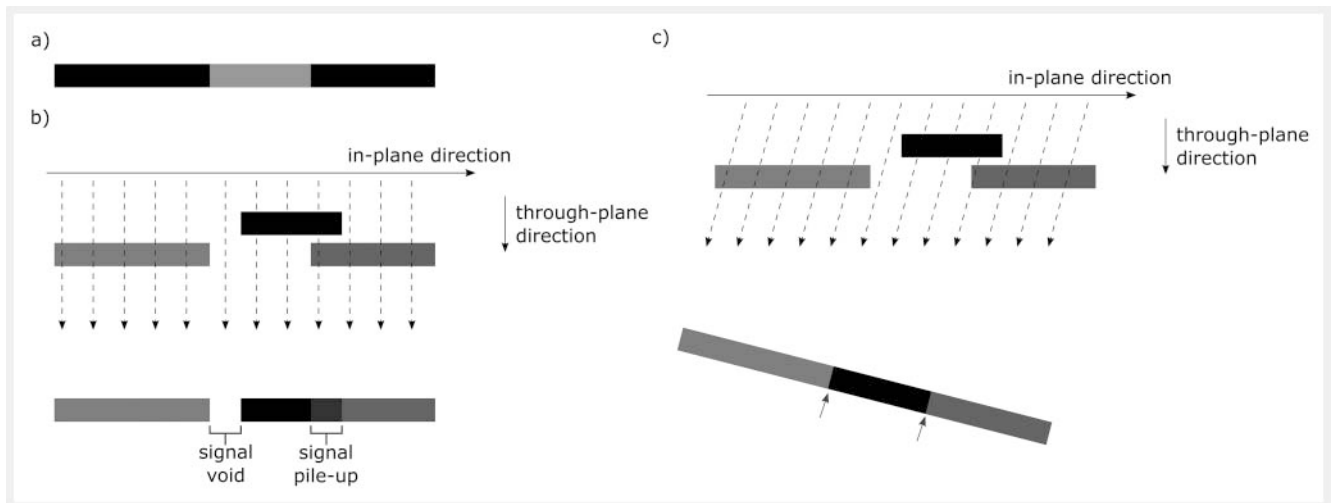 a)
b)
in-plane direction
through-plane
direction
signal
void
signal
pile-up
c)
in-plane direction
through-plane
direction